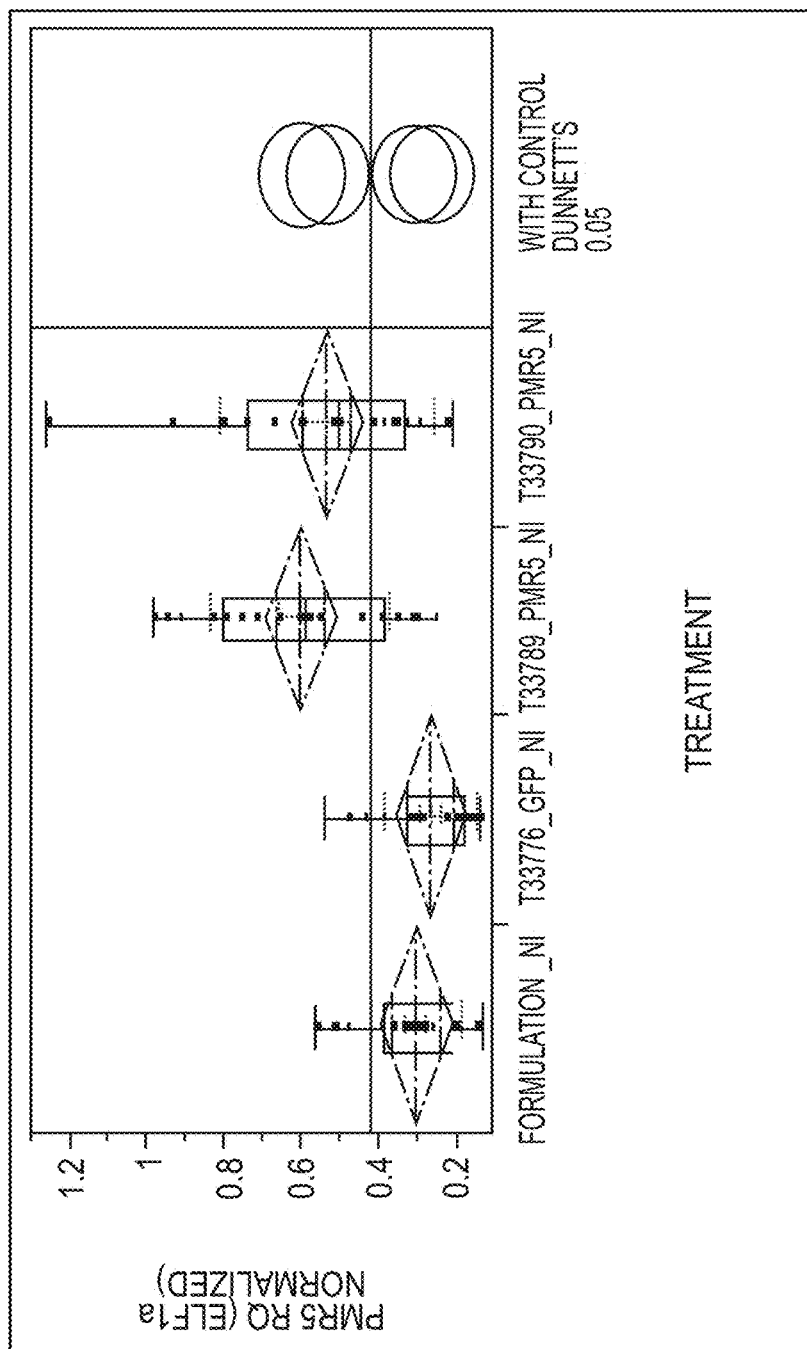 PMR5 RQ (ELF1a
NORMALIZED)
1.2
1
0.8
0.6
0.4
0.2
FORMULATION_NI T33776_GFP_NI T33789_PMR5_NI T33790_PMR5_NI
WITH CONTROL
DUNNETT'S
0.05
TREATMENT